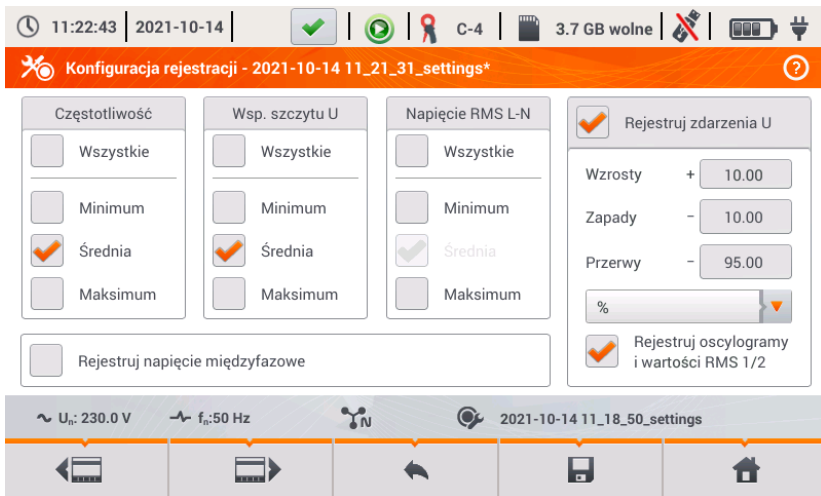 11:22:43 2021-10-14 C-4 3.7 GB wolne
Konfiguracja rejestracji - 2021-10-14 11_21_31_settings* ?
Częstotliwość
Wszystkie
Minimum
Średnia
Maksimum
Wsp. szczytu U
Wszystkie
Minimum
Średnia
Maksimum
Napięcie RMS L-N
Wszystkie
Minimum
Średnia
Maksimum
Rejestruj napięcie międzyfazowe
Rejestruj zdarzenia U
Wzrosty + 10.00
Zapady - 10.00
Przerwy - 95.00
%
Rejestruj oscylogramy
i wartości RMS 1/2
Un: 230.0 V fn:50 Hz N 2021-10-14 11_18_50_settings